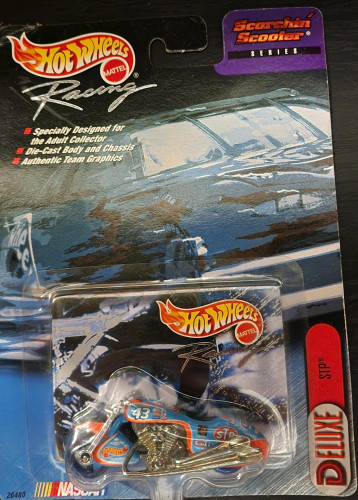 Hot Wheels
MATTEL
Racing
Scorchin'
Scooter
SERIES
Specially Designed for
the Adult Collector
Die-Cast Body and Chassis
Authentic Team Graphics
Hot Wheels
43
STP
STP
DELUXE
26480
NASCAR